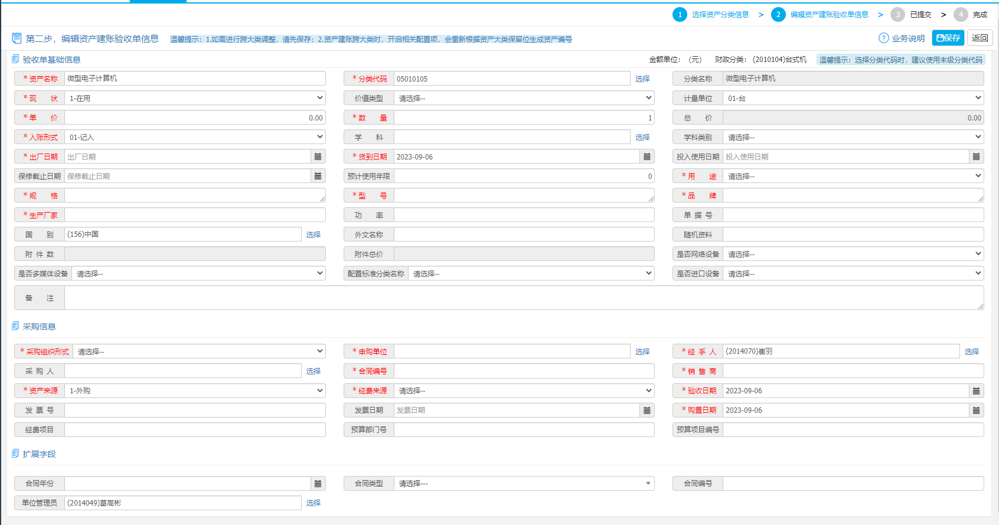 1 选择资产分类信息 > 2 编辑资产建账验收单信息 > 3 已提交 > 4 完成
第二步，编辑资产建账验收单信息 温馨提示：1.如需进行跨大类调整，请先保存；2.资产建账跨大类时，开启相关配置项，会重新根据资产大类保留位生成资产编号 ? 业务说明 保存 返回
验收单基础信息 金额单位：（元） 财政分类：(2010104)台式机 温馨提示：选择分类代码时，建议使用末级分类代码
* 资产名称 微型电子计算机 * 分类代码 05010105 选择 分类名称 微型电子计算机
* 现 状 1-在用 价值类型 请选择-- 计量单位 01-台
* 单 价 0.00 * 数 量 1 总 价 0.00
* 入账形式 01-记入 学 科 选择 学科类别 请选择--
* 出厂日期 出厂日期 * 货到日期 2023-09-06 投入使用日期 投入使用日期
保修截止日期 保修截止日期 预计使用年限 0 * 用 途 请选择--
* 规 格 * 型 号 * 品 牌
* 生产厂家 功 率 单 据 号
国 别 (156)中国 选择 外文名称 随机资料
附 件 数 附件总价 是否网络设备 请选择--
是否多媒体设备 请选择-- 配置标准分类名称 请选择-- 是否进口设备 请选择--
备 注
采购信息
* 采购组织形式 请选择-- * 申购单位 选择 * 经 手 人 (2014070)崔羽 选择
采 购 人 选择 * 合同编号 * 销 售 商
* 资产来源 1-外购 * 经费来源 请选择-- * 验收日期 2023-09-06
发 票 号 发票日期 发票日期 * 购置日期 2023-09-06
经费项目 预算部门号 预算项目编号
扩展字段
合同年份 合同类型 请选择--- 合同编号
单位管理员 (2014049)葛高彬 选择